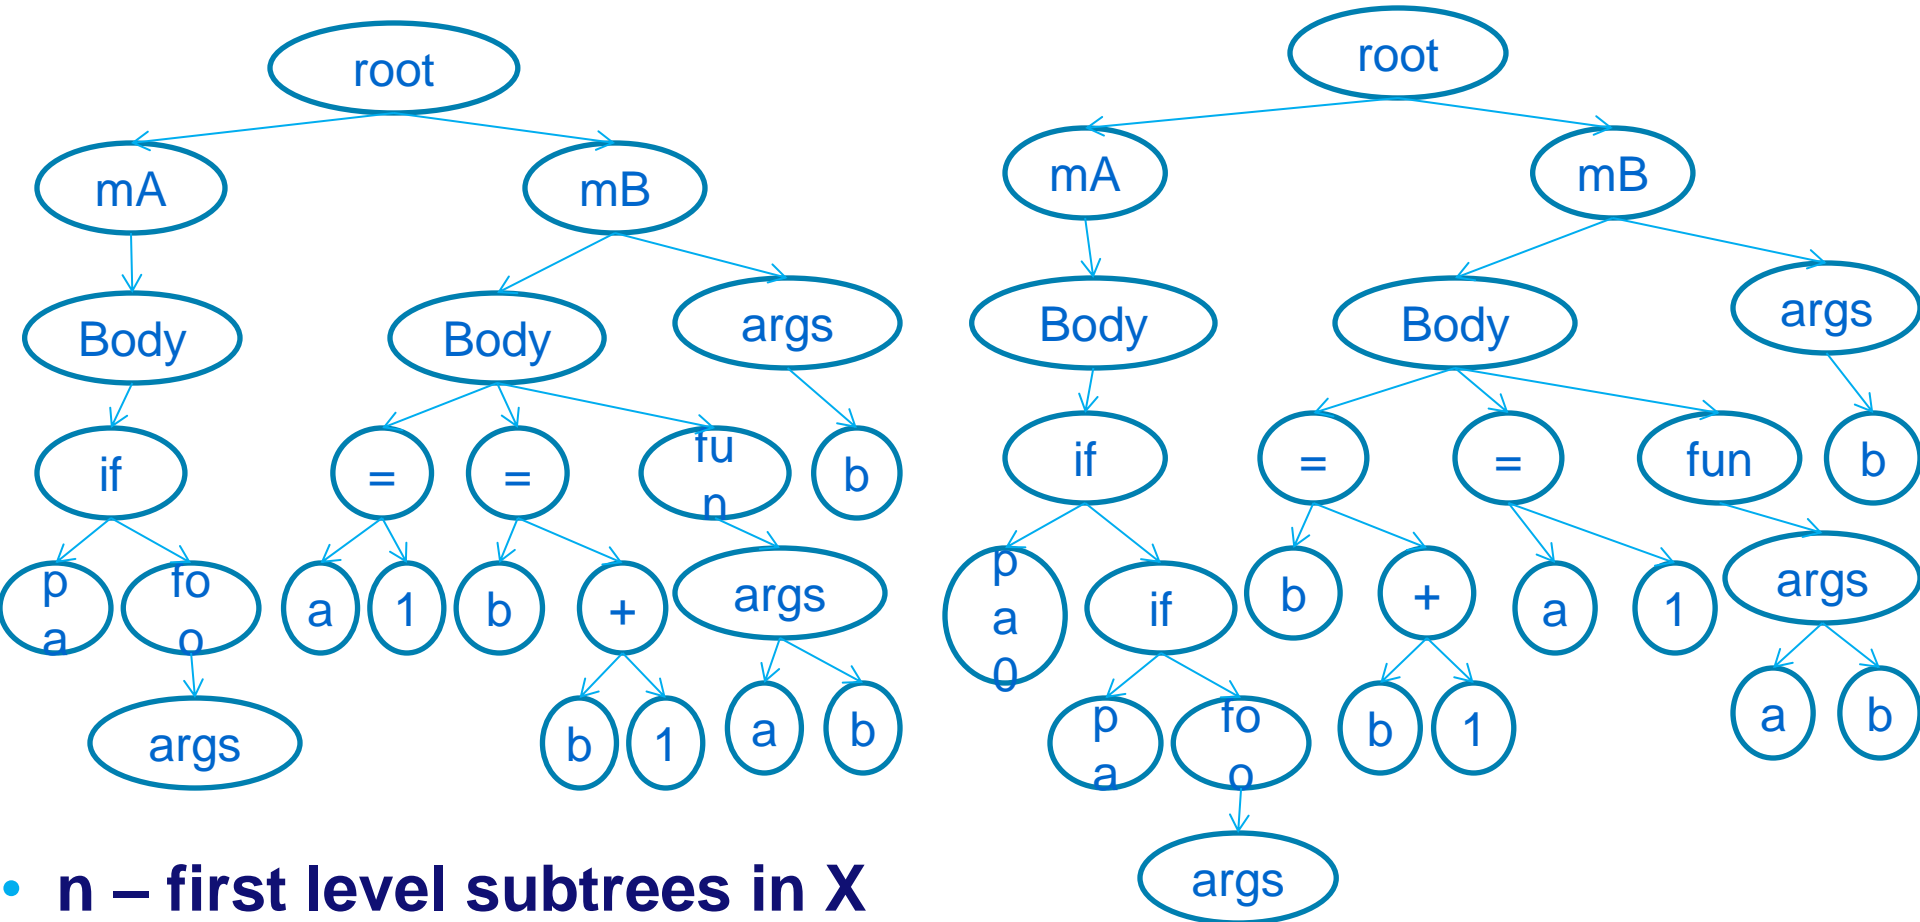 root
root
mA
mB
mA
mB
Body
Body
args
Body
Body
args
if
=
=
fu
n
b
if
=
=
fun
b
p
a
fo
o
a
1
b
+
args
p
a
0
if
b
+
a
1
args
args
b
1
a
b
p
a
fo
o
b
1
a
b
args
• n – first level subtrees in X